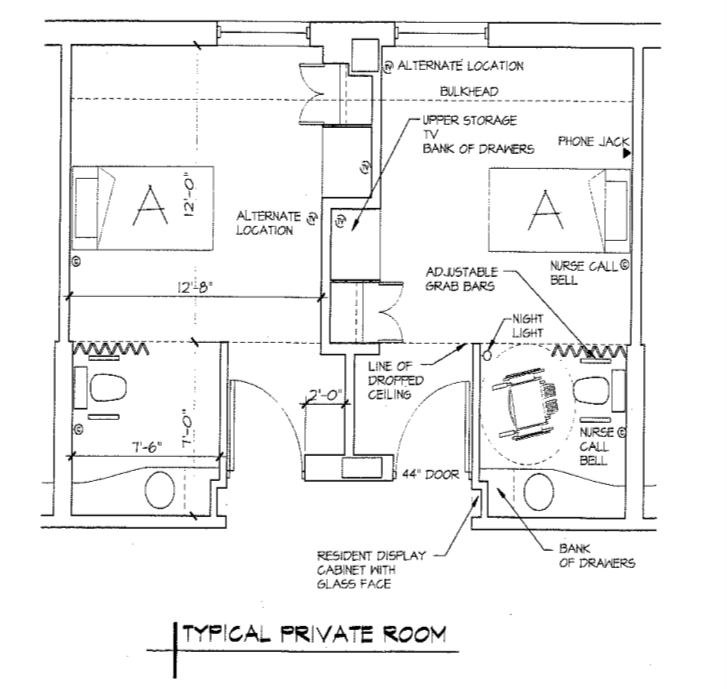 ALTERNATE LOCATION
BULKHEAD
UPPER STORAGE
TV
BANK OF DRAWERS
PHONE JACK
A
12'-0"
ALTERNATE
LOCATION
A
NURSE CALL
BELL
12'-8"
ADJUSTABLE
GRAB BARS
NIGHT
LIGHT
LINE OF
DROPPED
CEILING
2'-0"
7'-0"
7'-6"
NURSE
CALL
BELL
44" DOOR
RESIDENT DISPLAY
CABINET WITH
GLASS FACE
BANK
OF DRAWERS
TYPICAL PRIVATE ROOM